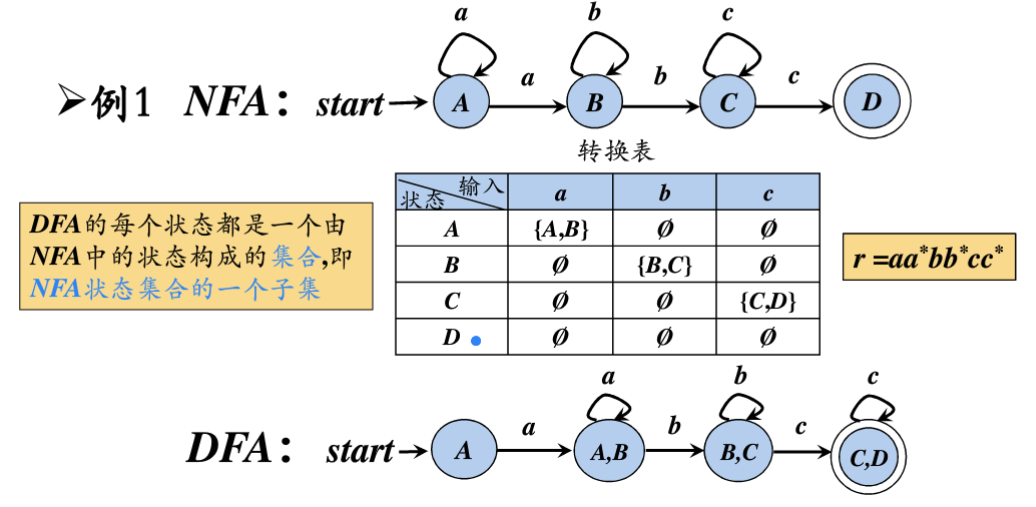 a b c
➢例1 NFA： start A a B b C c D
转换表
输入
状态 a b c
A {A,B} Ø Ø
B Ø {B,C} Ø
C Ø Ø {C,D}
D Ø Ø Ø
DFA的每个状态都是一个由
NFA中的状态构成的集合,即
NFA状态集合的一个子集
r =aa*bb*cc*
a b c
DFA： start A a A,B b B,C c C,D